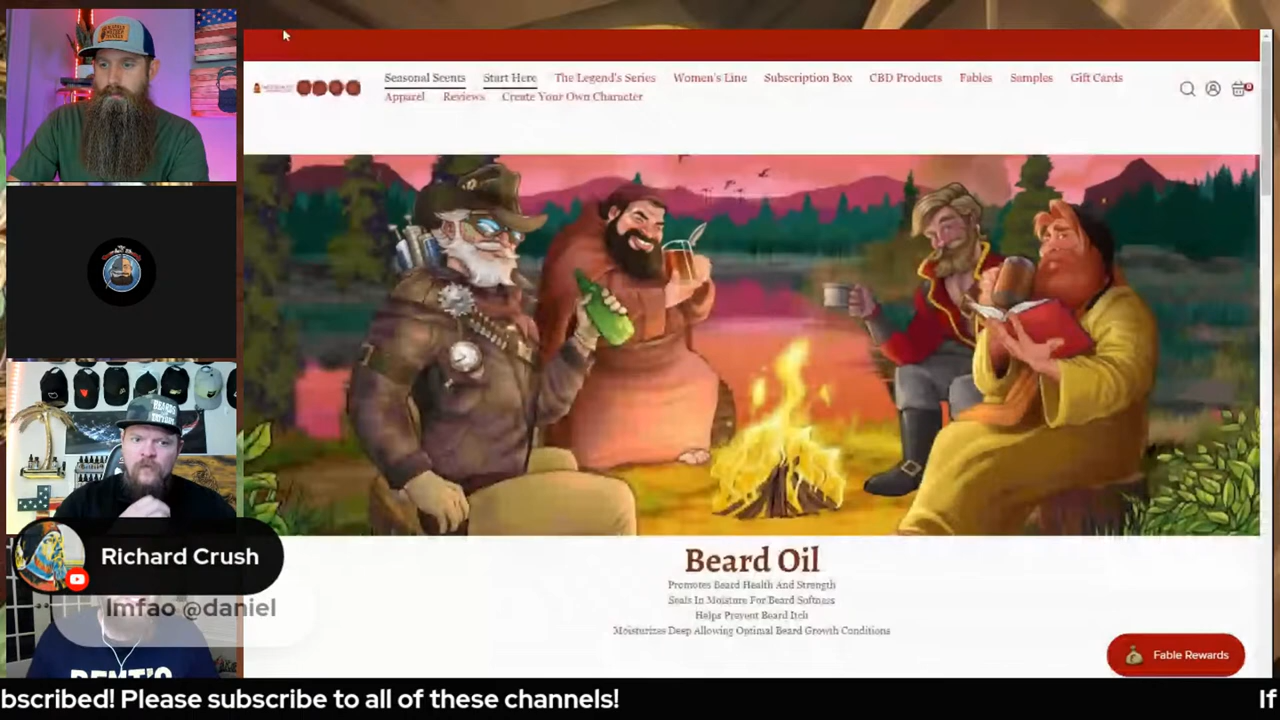 Seasonal Scents Start Here The Legend's Series Women's Line Subscription Box CBD Products Fables Samples Gift Cards
Apparel Reviews Create Your Own Character
0
BEARDS
TATTOOS
Beard Oil
Promotes Beard Health And Strength
Seals In Moisture For Beard Softness
Helps Prevent Beard Itch
Moisturizes Deep Allowing Optimal Beard Growth Conditions
Fable Rewards
Richard Crush
lmfao @daniel
bscribed! Please subscribe to all of these channels!
If